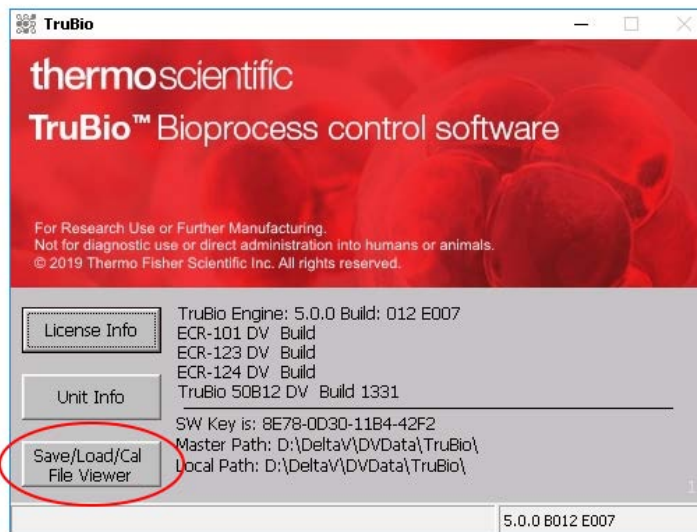 TruBio
thermoscientific
TruBio™ Bioprocess control software
For Research Use or Further Manufacturing.
Not for diagnostic use or direct administration into humans or animals.
© 2019 Thermo Fisher Scientific Inc. All rights reserved.
License Info
TruBio Engine: 5.0.0 Build: 012 E007
ECR-101 DV Build
ECR-123 DV Build
ECR-124 DV Build
Unit Info
TruBio 50B12 DV Build 1331
SW Key is: 8E78-0D30-11B4-42F2
Save/Load/Cal
File Viewer
Master Path: D:\DeltaV\DVData\TruBio\
Local Path: D:\DeltaV\DVData\TruBio\
1
5.0.0 B012 E007